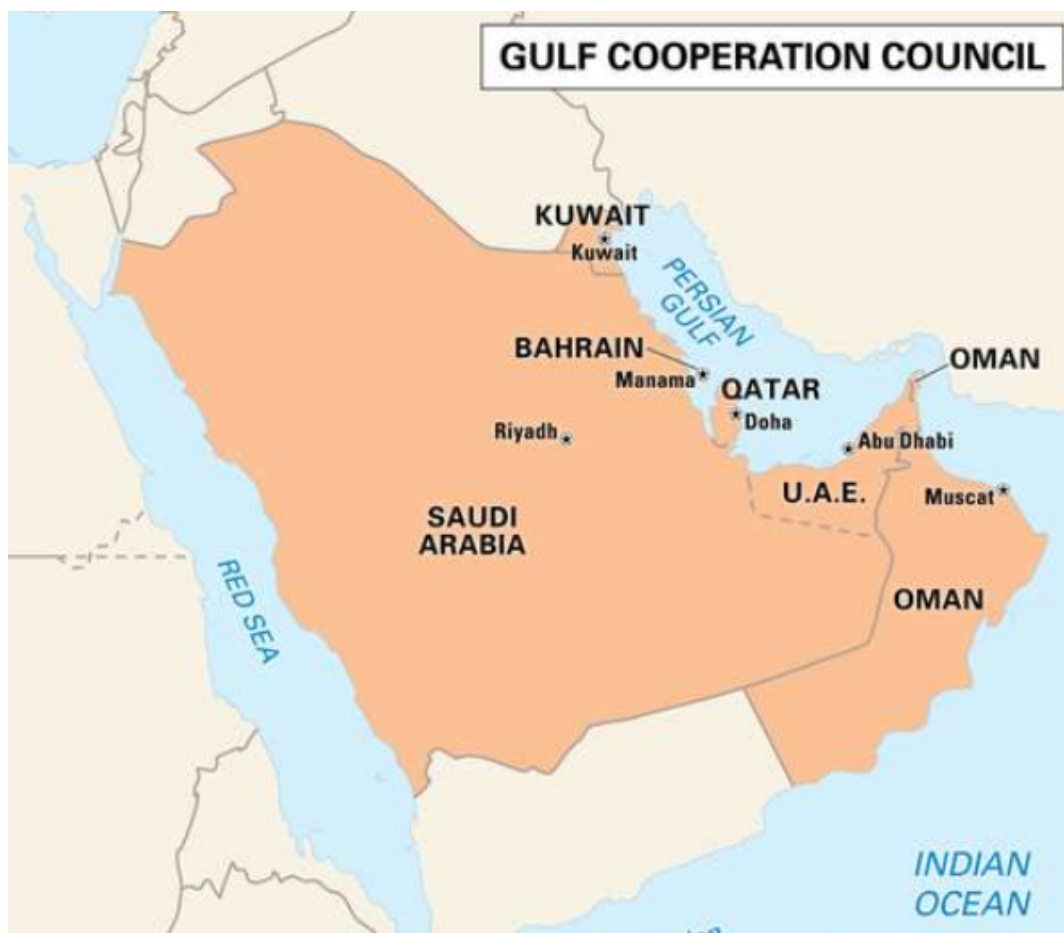 GULF COOPERATION COUNCIL
KUWAIT
Kuwait
PERSIAN
GULF
BAHRAIN
Manama
QATAR
Doha
OMAN
Riyadh
Abu Dhabi
U.A.E.
Muscat
SAUDI
ARABIA
OMAN
RED SEA
INDIAN
OCEAN